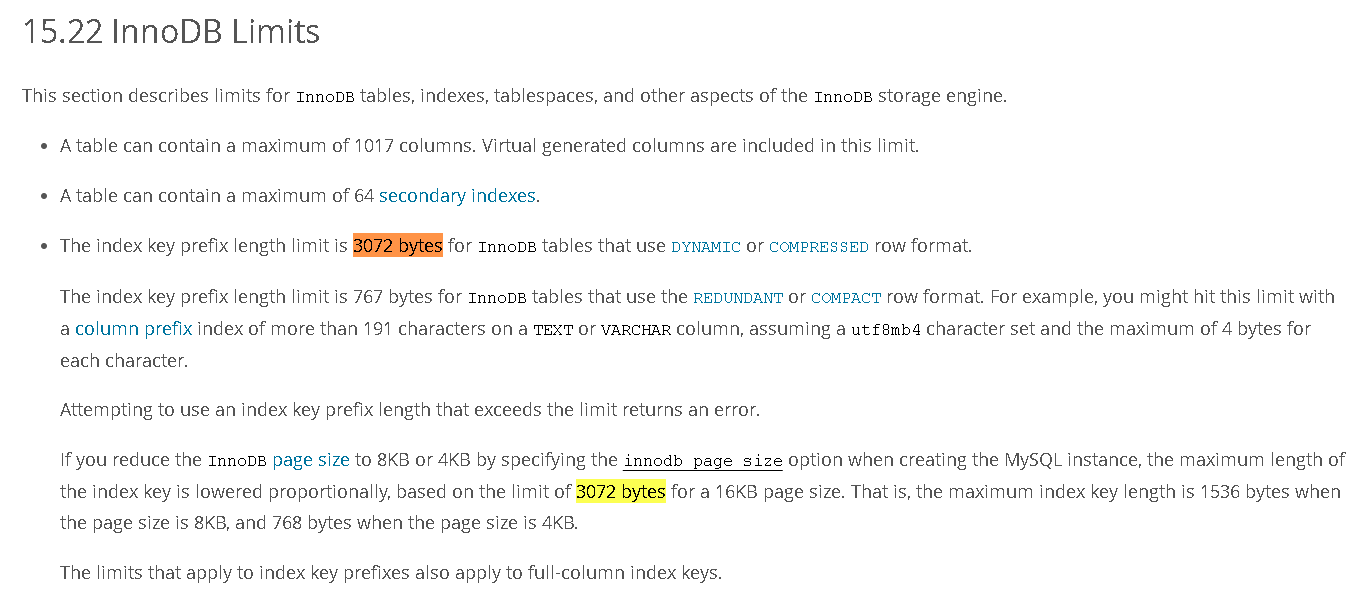 15.22 InnoDB Limits
This section describes limits for InnoDB tables, indexes, tablespaces, and other aspects of the InnoDB storage engine.
• A table can contain a maximum of 1017 columns. Virtual generated columns are included in this limit.
• A table can contain a maximum of 64 secondary indexes.
• The index key prefix length limit is 3072 bytes for InnoDB tables that use DYNAMIC or COMPRESSED row format.
The index key prefix length limit is 767 bytes for InnoDB tables that use the REDUNDANT or COMPACT row format. For example, you might hit this limit with
a column prefix index of more than 191 characters on a TEXT or VARCHAR column, assuming a utf8mb4 character set and the maximum of 4 bytes for
each character.
Attempting to use an index key prefix length that exceeds the limit returns an error.
If you reduce the InnoDB page size to 8KB or 4KB by specifying the innodb_page_size option when creating the MySQL instance, the maximum length of
the index key is lowered proportionally, based on the limit of 3072 bytes for a 16KB page size. That is, the maximum index key length is 1536 bytes when
the page size is 8KB, and 768 bytes when the page size is 4KB.
The limits that apply to index key prefixes also apply to full-column index keys.